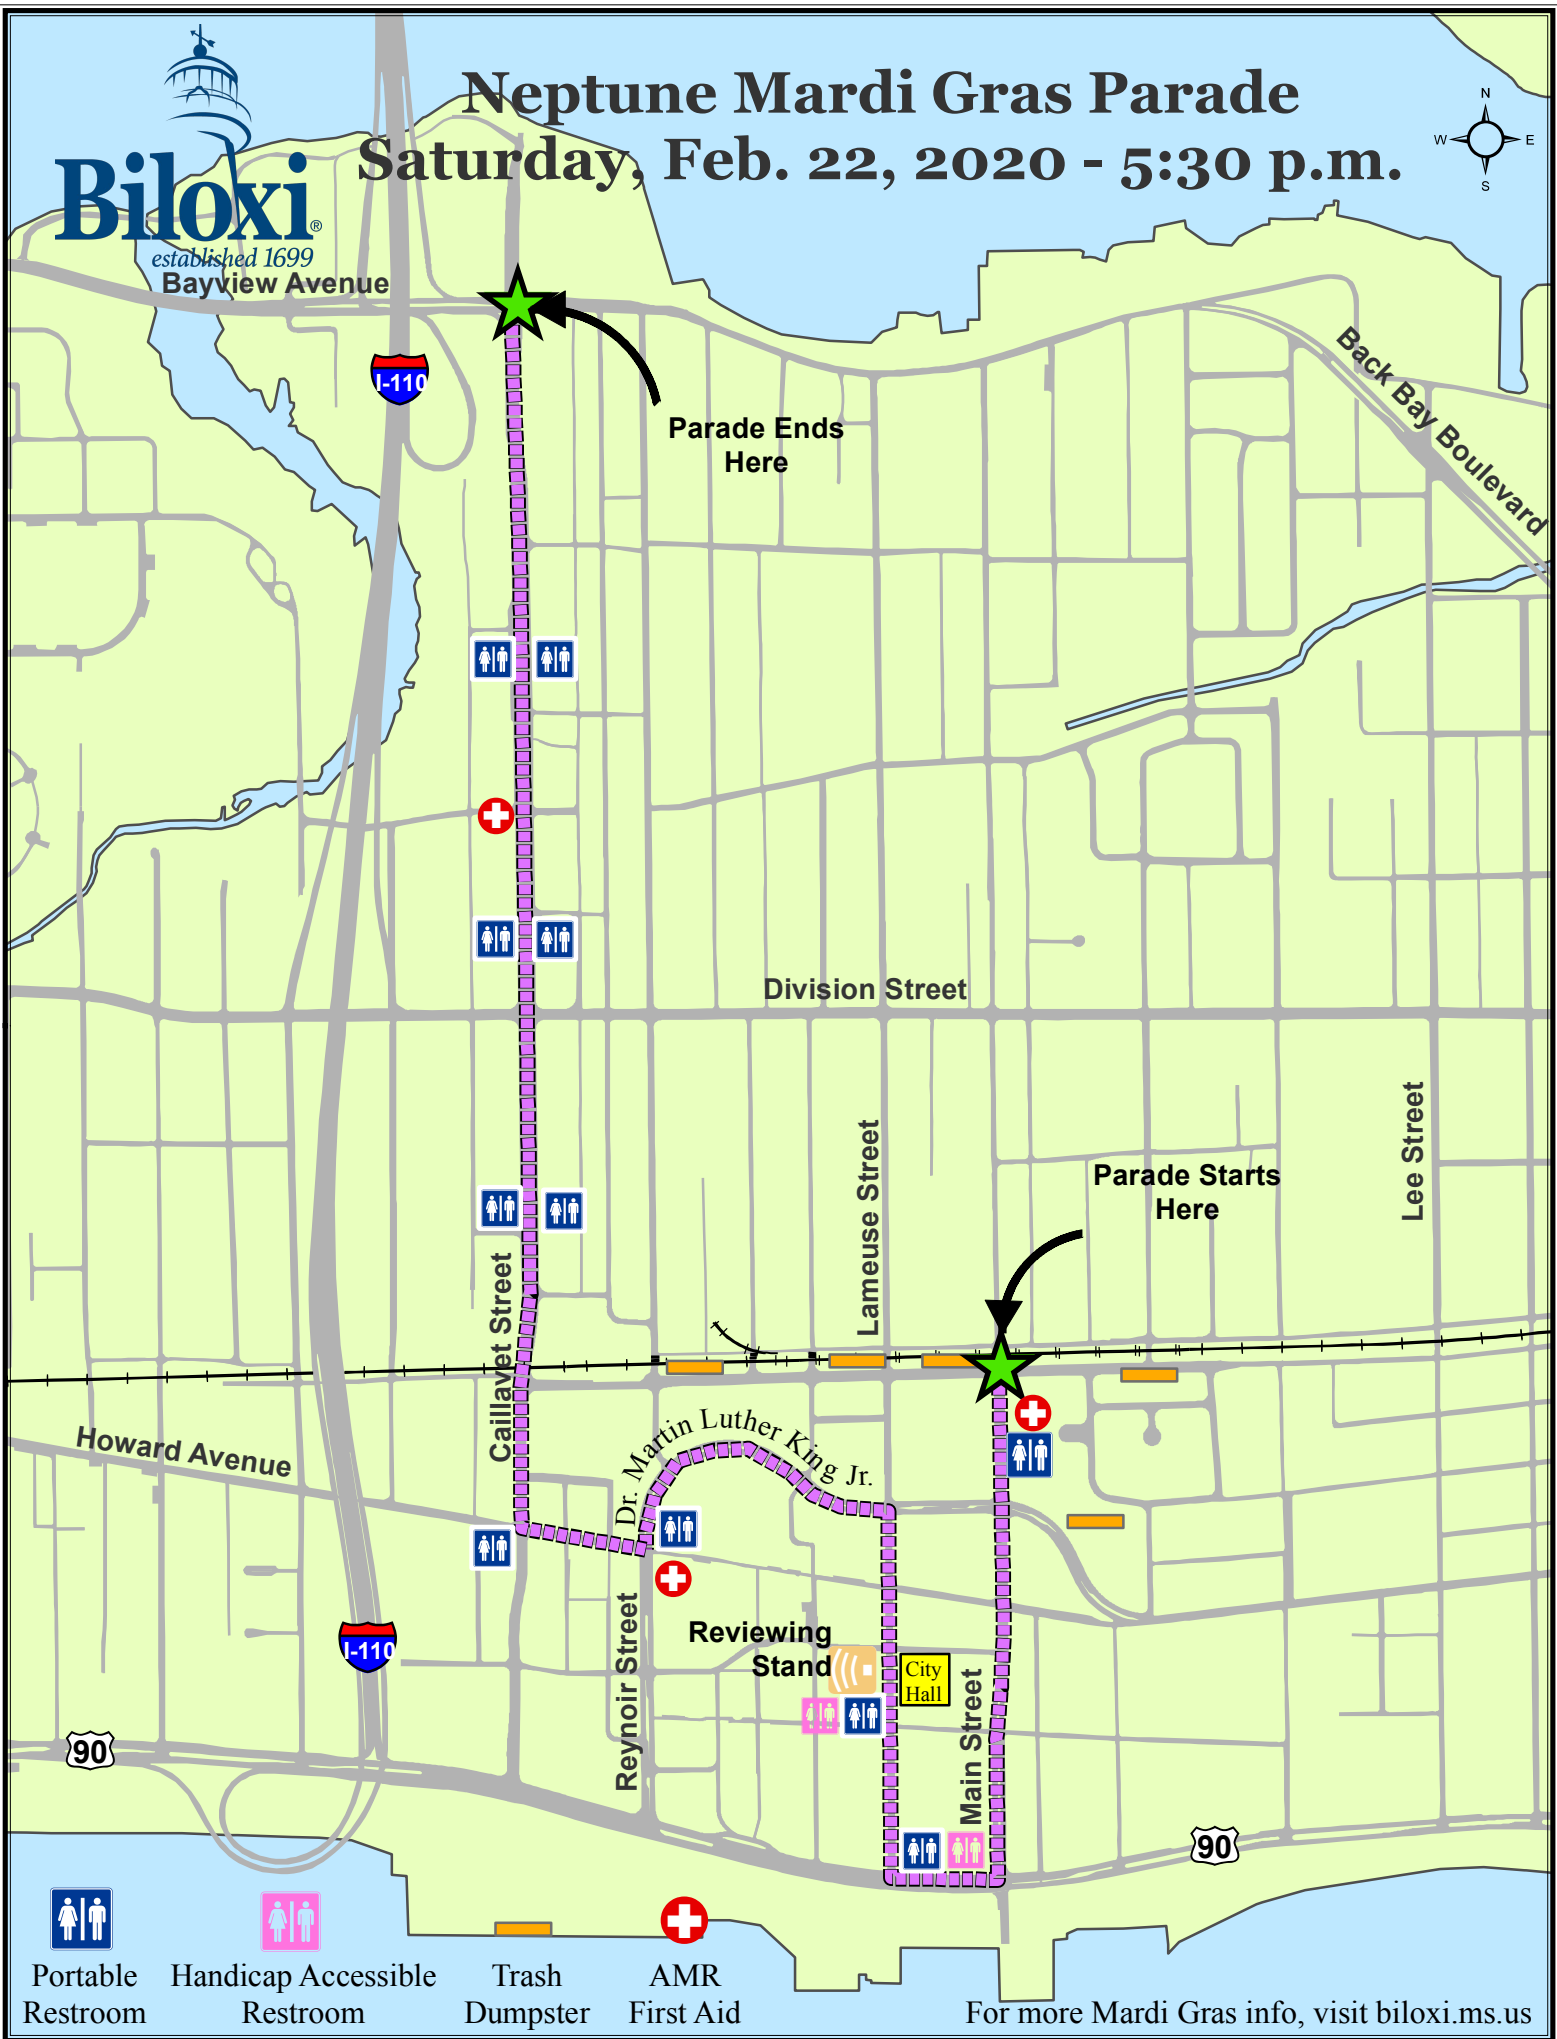 Neptune Mardi Gras Parade
Saturday, Feb. 22, 2020 - 5:30 p.m.
N
W
E
S
Biloxi®
established 1699
Bayview Avenue
I-110
Back Bay Boulevard
Parade Ends
Here
Division Street
Lameuse Street
Lee Street
Parade Starts
Here
Caillavet Street
Howard Avenue
Dr. Martin Luther King Jr.
Reynoir Street
Reviewing
Stand
City
Hall
Main Street
I-110
90
90
Portable
Restroom
Handicap Accessible
Restroom
Trash
Dumpster
AMR
First Aid
For more Mardi Gras info, visit biloxi.ms.us